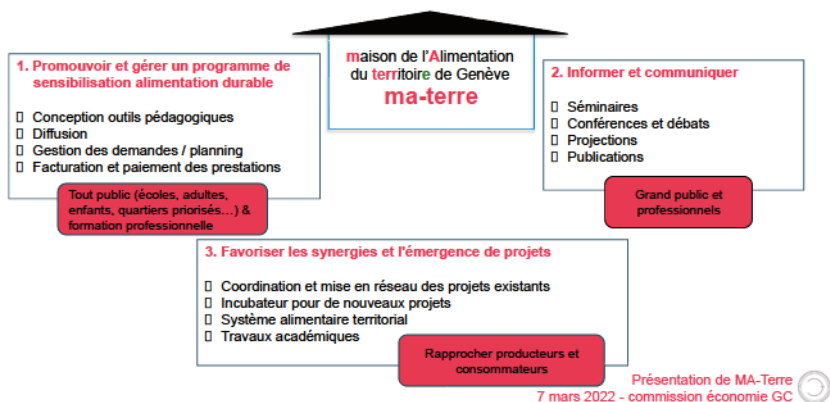 maison de l'Alimentation
du territoire de Genève
ma-terre
1. Promouvoir et gérer un programme de
sensibilisation alimentation durable
▯ Conception outils pédagogiques
▯ Diffusion
▯ Gestion des demandes / planning
▯ Facturation et paiement des prestations
Tout public (écoles, adultes,
enfants, quartiers priorisés…) &
formation professionelle
2. Informer et communiquer
▯ Séminaires
▯ Conférences et débats
▯ Projections
▯ Publications
Grand public et
professionnels
3. Favoriser les synergies et l'émergence de projets
▯ Coordination et mise en réseau des projets existants
▯ Incubateur pour de nouveaux projets
▯ Système alimentaire territorial
▯ Travaux académiques
Rapprocher producteurs et
consommateurs
Présentation de MA-Terre
7 mars 2022 - commission économie GC